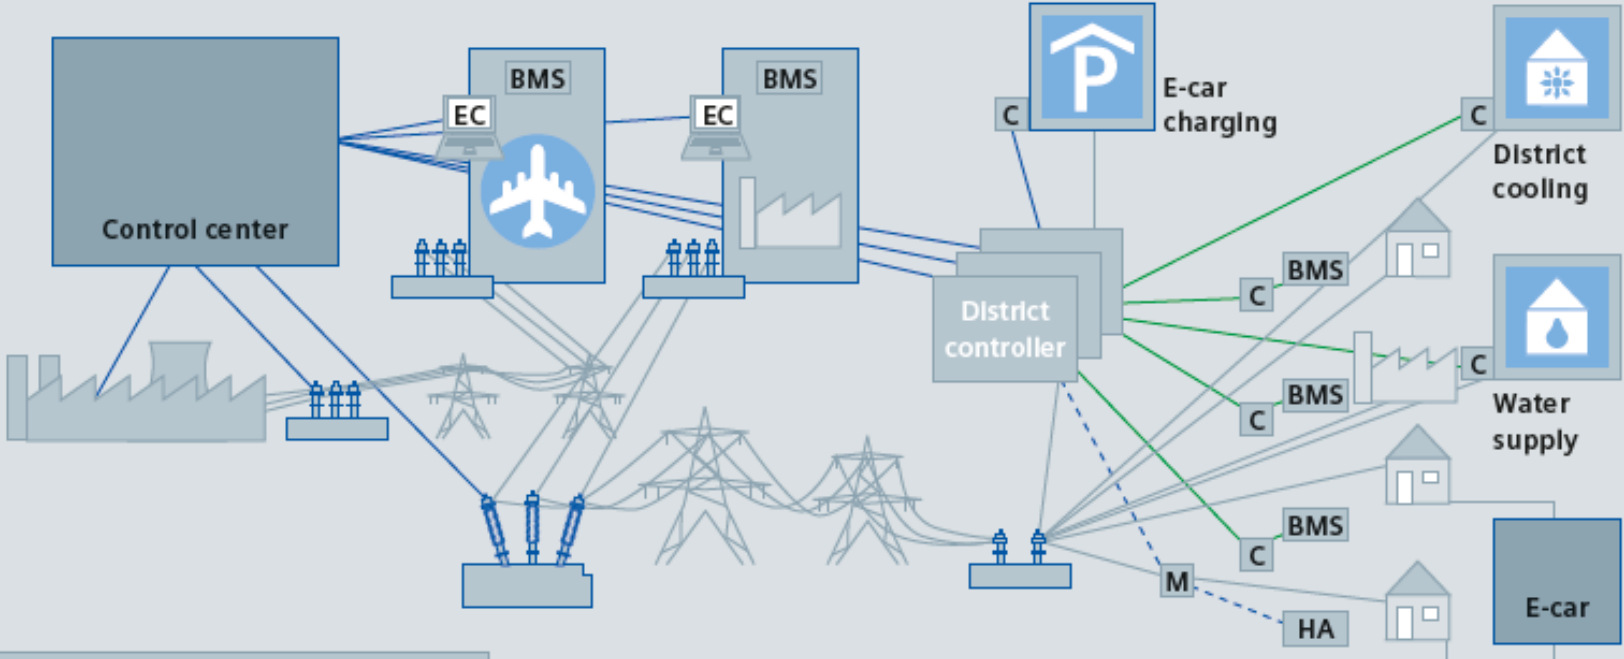 BMS
BMS
EC
EC
P
C
E-car
charging
C
District
cooling
Control center
BMS
C
District
controller
C
Water
supply
BMS
C
BMS
C
M
HA
E-car